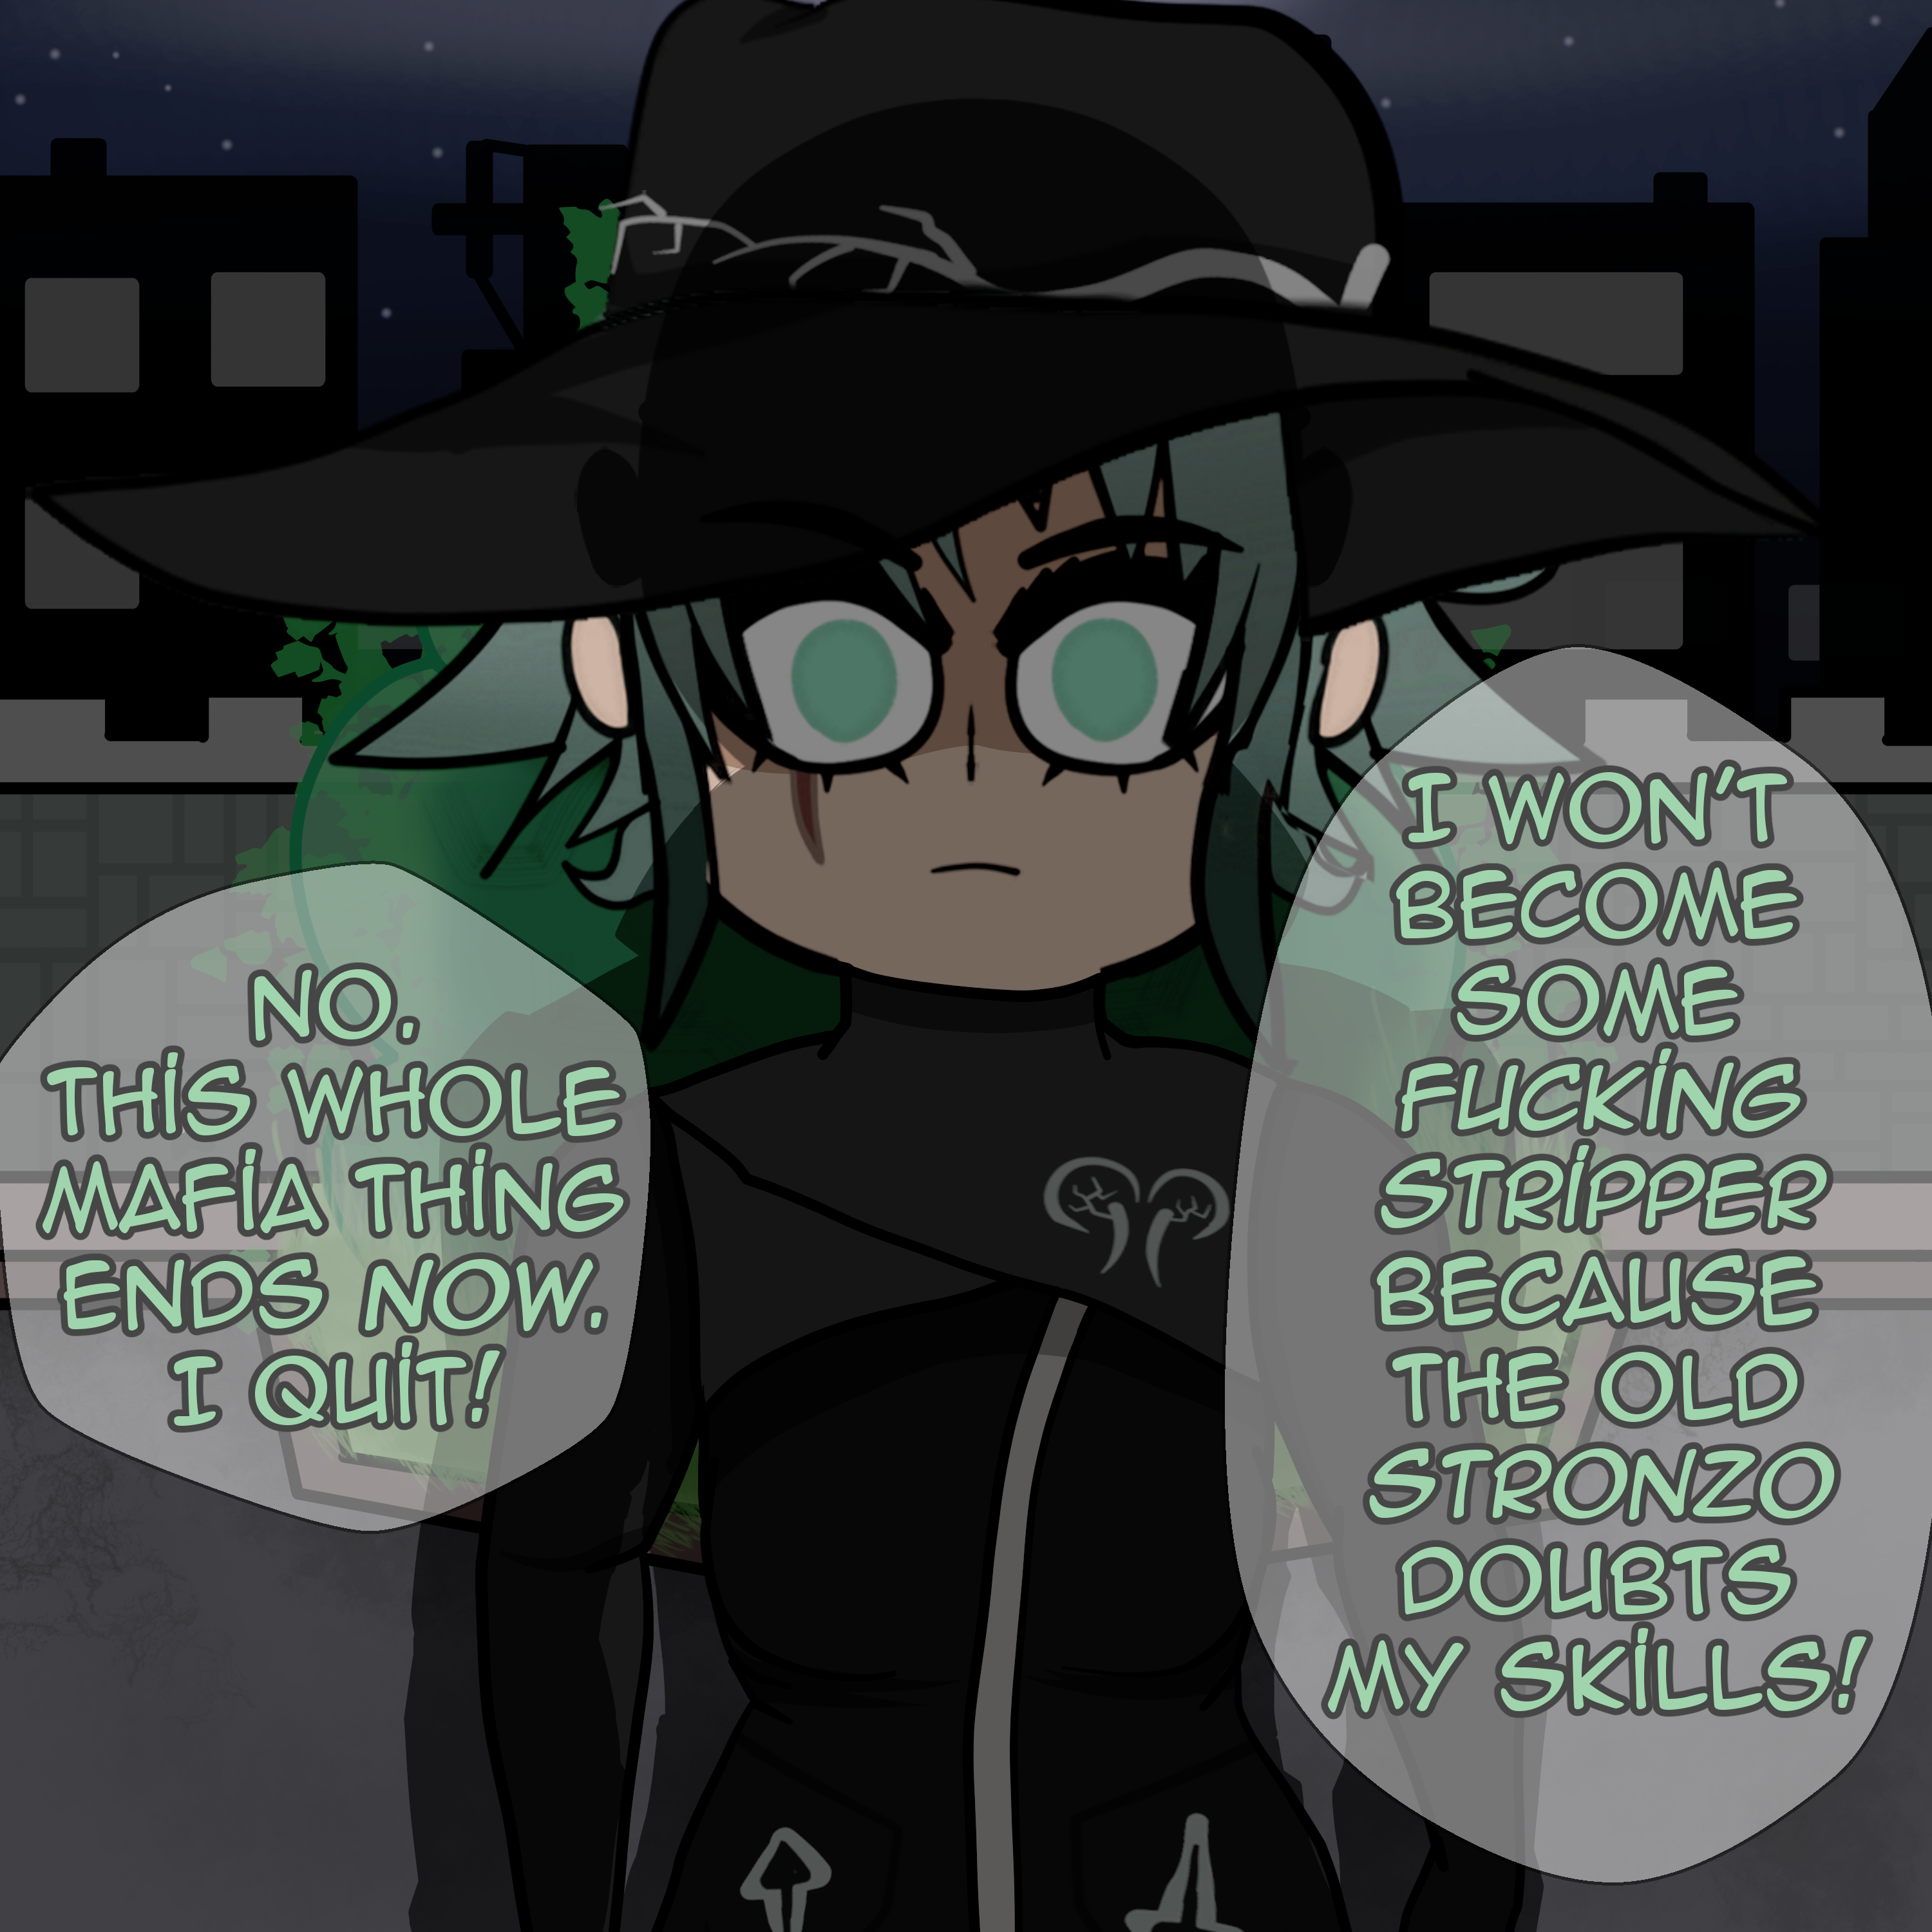 NO.
THIS WHOLE
MAFIA THING
ENDS NOW.
I QUIT!
I WON'T
BECOME
SOME
FUCKING
STRIPPER
BECAUSE
THE OLD
STRONZO
DOUBTS
MY SKILLS!